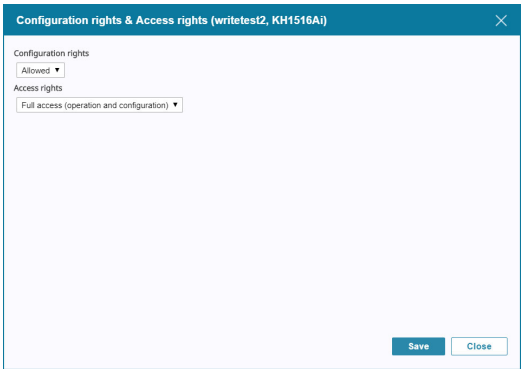 Configuration rights & Access rights (writetest2, KH1516Ai)
Configuration rights
Allowed
Access rights
Full access (operation and configuration)
Save Close